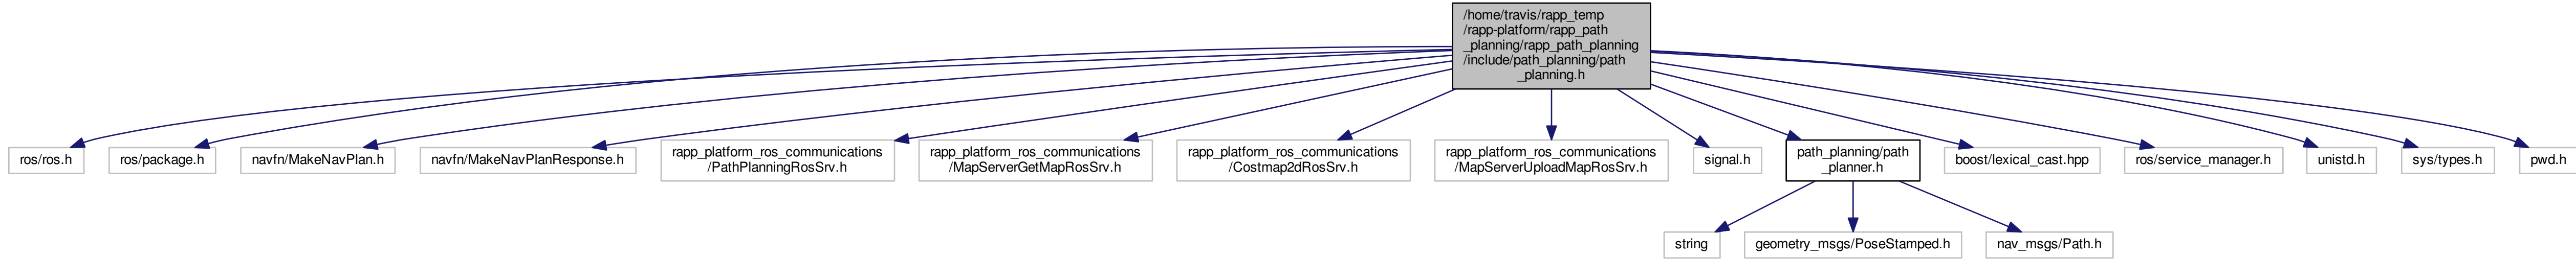 /home/travis/rapp_temp
/rapp-platform/rapp_path
_planning/rapp_path_planning
/include/path_planning/path
_planning.h
ros/ros.h
ros/package.h
navfn/MakeNavPlan.h
navfn/MakeNavPlanResponse.h
rapp_platform_ros_communications
/PathPlanningRosSrv.h
rapp_platform_ros_communications
/MapServerGetMapRosSrv.h
rapp_platform_ros_communications
/Costmap2dRosSrv.h
rapp_platform_ros_communications
/MapServerUploadMapRosSrv.h
signal.h
path_planning/path
_planner.h
boost/lexical_cast.hpp
ros/service_manager.h
unistd.h
sys/types.h
pwd.h
string
geometry_msgs/PoseStamped.h
nav_msgs/Path.h